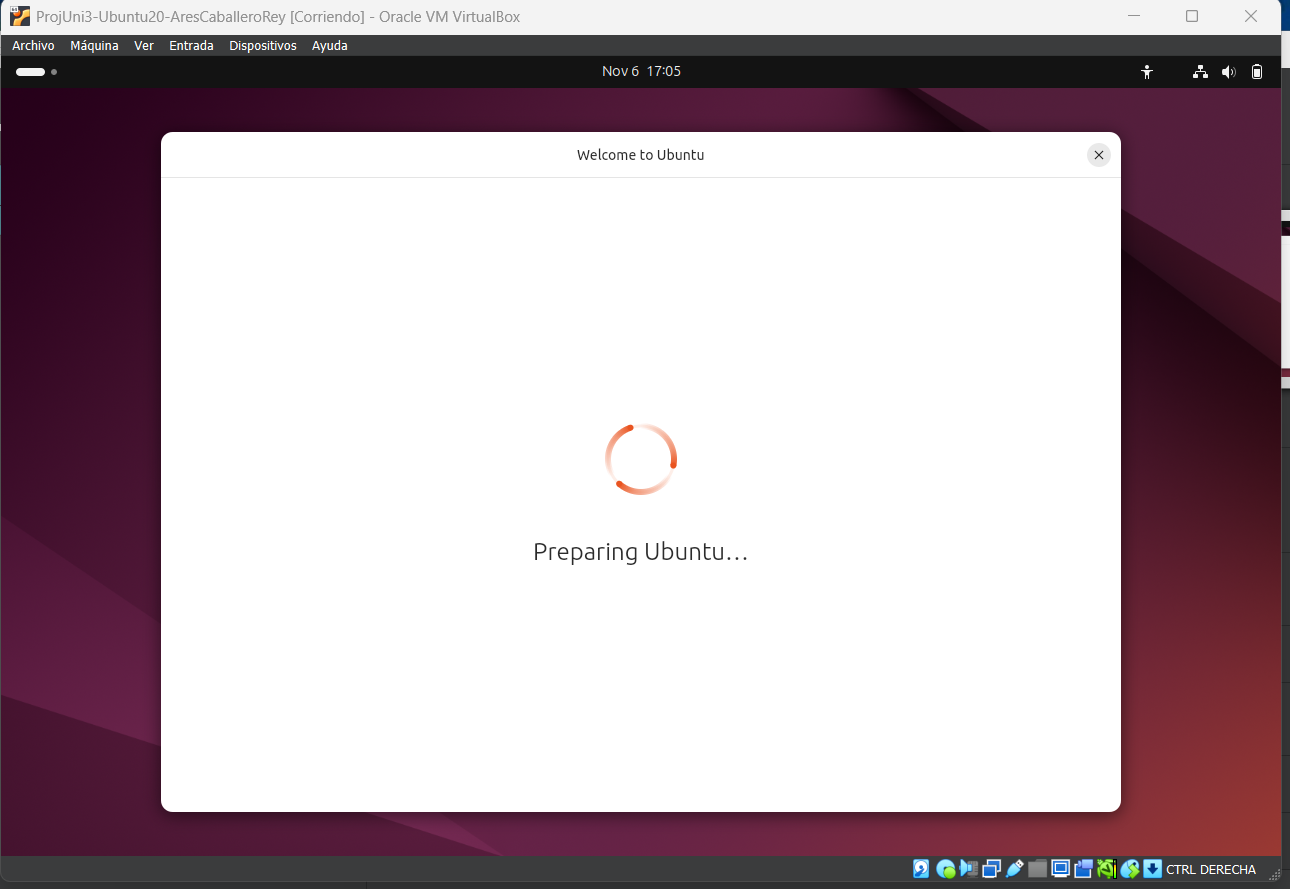 ProjUni3-Ubuntu20-AresCaballeroRey [Corriendo] - Oracle VM VirtualBox
Archivo Máquina Ver Entrada Dispositivos Ayuda
Nov 6 17:05
Welcome to Ubuntu
Preparing Ubuntu...
CTRL DERECHA